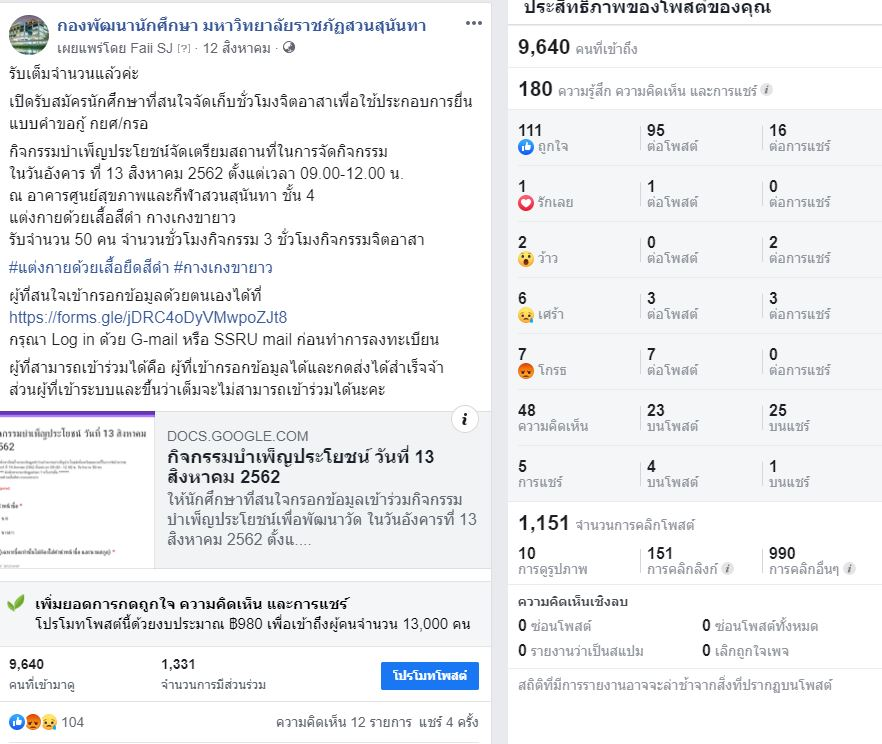 กองพัฒนานักศึกษา มหาวิทยาลัยราชภัฏสวนสุนันทา
เผยแพร่โดย Faii SJ [?] · 12 สิงหาคม ·
รับเต็มจำนวนแล้วค่ะ
เปิดรับสมัครนักศึกษาที่สนใจจัดเก็บชั่วโมงจิตอาสาเพื่อใช้ประกอบการยื่น
แบบคำขอกู้ กยศ/กรอ
กิจกรรมบำเพ็ญประโยชน์จัดเตรียมสถานที่ในการจัดกิจกรรม
ในวันอังคาร ที่ 13 สิงหาคม 2562 ตั้งแต่เวลา 09.00-12.00 น.
ณ อาคารศูนย์สุขภาพและกีฬาสวนสุนันทา ชั้น 4
แต่งกายด้วยเสื้อสีดำ กางเกงขายาว
รับจำนวน 50 คน จำนวนชั่วโมงกิจกรรม 3 ชั่วโมงกิจกรรมจิตอาสา
#แต่งกายด้วยเสื้อยืดสีดำ #กางเกงขายาว
ผู้ที่สนใจเข้ากรอกข้อมูลด้วยตนเองได้ที่
https://forms.gle/jDRC4oDyVMwpoZJt8
กรุณา Log in ด้วย G-mail หรือ SSRU mail ก่อนทำการลงทะเบียน
ผู้ที่สามารถเข้าร่วมได้คือ ผู้ที่เข้ากรอกข้อมูลได้และกดส่งได้สำเร็จจ้า
ส่วนผู้ที่เข้าระบบและขึ้นว่าเต็มจะไม่สามารถเข้าร่วมได้นะคะ
กรรมบำเพ็ญประโยชน์ วันที่ 13 สิงหาคม
562
DOCS.GOOGLE.COM
กิจกรรมบำเพ็ญประโยชน์ วันที่ 13
สิงหาคม 2562
ให้นักศึกษาที่สนใจกรอกข้อมูลเข้าร่วมกิจกรรม
บำเพ็ญประโยชน์เพื่อพัฒนาวัด ในวันอังคารที่ 13
สิงหาคม 2562 ตั้งแ....
เพิ่มยอดการกดถูกใจ ความคิดเห็น และการแชร์
โปรโมทโพสต์นี้ด้วยงบประมาณ ฿980 เพื่อเข้าถึงผู้คนจำนวน 13,000 คน
9,640 1,331
คนที่เข้ามาดู จำนวนการมีส่วนร่วม
โปรโมทโพสต์
104 ความคิดเห็น 12 รายการ แชร์ 4 ครั้ง
ประสิทธิภาพของโพสต์ของคุณ
9,640 คนที่เข้าถึง
180 ความรู้สึก ความคิดเห็น และการแชร์
111 95 16
ถูกใจ ต่อโพสต์ ต่อการแชร์
1 1 0
รักเลย ต่อโพสต์ ต่อการแชร์
2 0 2
ว้าว ต่อโพสต์ ต่อการแชร์
6 3 3
เศร้า ต่อโพสต์ ต่อการแชร์
7 7 0
โกรธ ต่อโพสต์ ต่อการแชร์
48 23 25
ความคิดเห็น บนโพสต์ บนแชร์
5 4 1
การแชร์ บนโพสต์ บนแชร์
1,151 จำนวนการคลิกโพสต์
10 151 990
การดูรูปภาพ การคลิกลิงก์ การคลิกอื่นๆ
ความคิดเห็นเชิงลบ
0 ซ่อนโพสต์ 0 ซ่อนโพสต์ทั้งหมด
0 รายงานว่าเป็นสแปม 0 เลิกถูกใจเพจ
สถิติที่มีการรายงานอาจจะล่าช้าจากสิ่งที่ปรากฏบนโพสต์